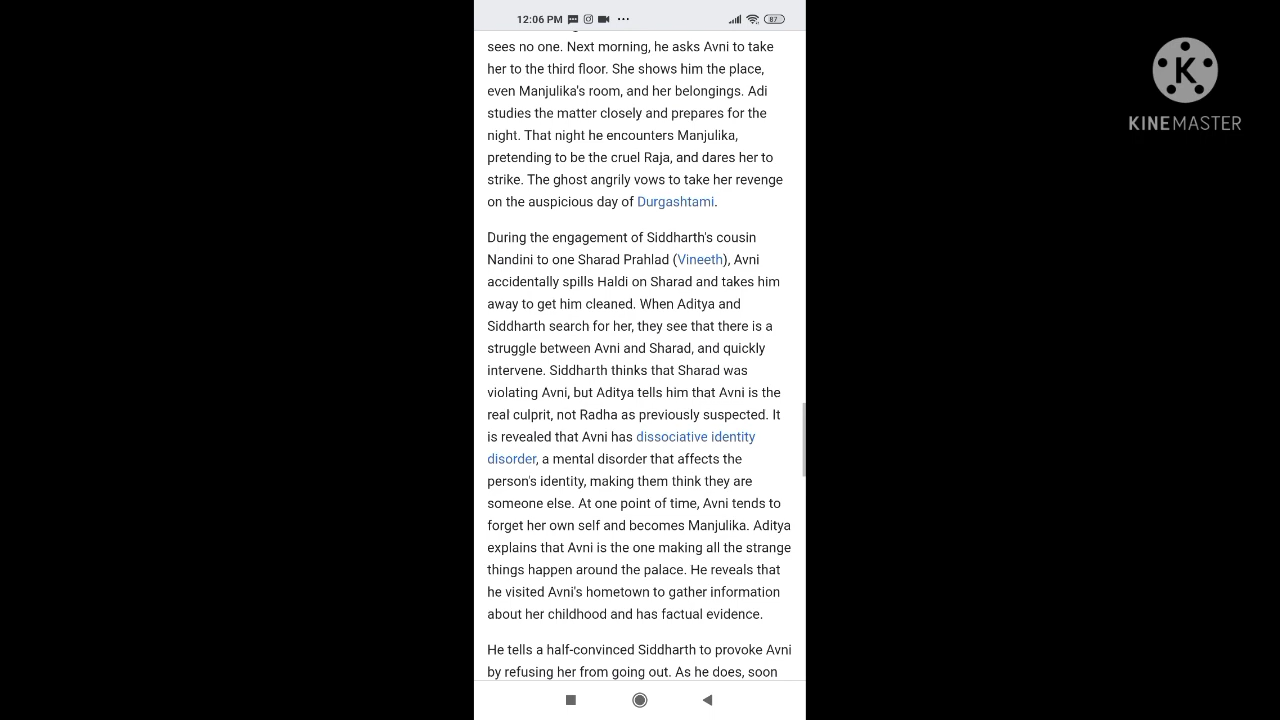 12:06 PM
87
sees no one. Next morning, he asks Avni to take
her to the third floor. She shows him the place,
even Manjulika's room, and her belongings. Adi
studies the matter closely and prepares for the
night. That night he encounters Manjulika,
pretending to be the cruel Raja, and dares her to
strike. The ghost angrily vows to take her revenge
on the auspicious day of Durgashtami.
During the engagement of Siddharth's cousin
Nandini to one Sharad Prahlad (Vineeth), Avni
accidentally spills Haldi on Sharad and takes him
away to get him cleaned. When Aditya and
Siddharth search for her, they see that there is a
struggle between Avni and Sharad, and quickly
intervene. Siddharth thinks that Sharad was
violating Avni, but Aditya tells him that Avni is the
real culprit, not Radha as previously suspected. It
is revealed that Avni has dissociative identity
disorder, a mental disorder that affects the
person's identity, making them think they are
someone else. At one point of time, Avni tends to
forget her own self and becomes Manjulika. Aditya
explains that Avni is the one making all the strange
things happen around the palace. He reveals that
he visited Avni's hometown to gather information
about her childhood and has factual evidence.
He tells a half-convinced Siddharth to provoke Avni
by refusing her from going out. As he does, soon
K
KINEMASTER